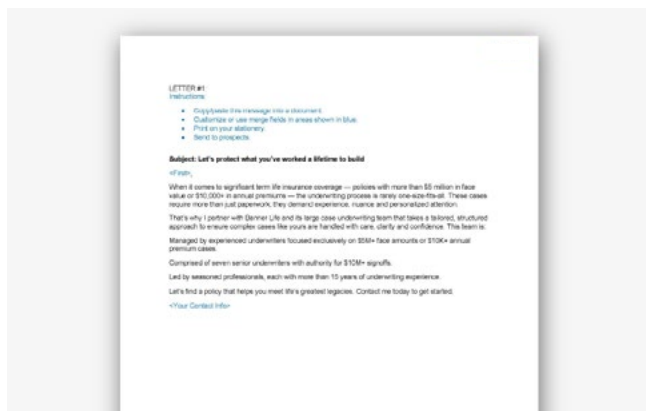 LETTER #1
Instructions
• Copy/paste this message into a document.
• Customize or use merge fields in areas shown in blue.
• Print on your stationery.
• Send to prospects.
Subject: Let's protect what you've worked a lifetime to build
<First>,
When it comes to significant term life insurance coverage — policies with more than $5 million in face
value or $10,000+ in annual premiums — the underwriting process is rarely one-size-fits-all. These cases
require more than just paperwork, they demand experience, nuance and personalized attention.
That's why I partner with Banner Life and its large case underwriting team that takes a tailored, structured
approach to ensure complex cases like yours are handled with care, clarity and confidence. This team is:
Managed by experienced underwriters focused exclusively on $5M+ face amounts or $10K+ annual
premium cases.
Comprised of seven senior underwriters with authority for $10M+ signoffs.
Led by seasoned professionals, each with more than 15 years of underwriting experience.
Let's find a policy that helps you meet life's greatest legacies. Contact me today to get started.
<Your Contact Info>